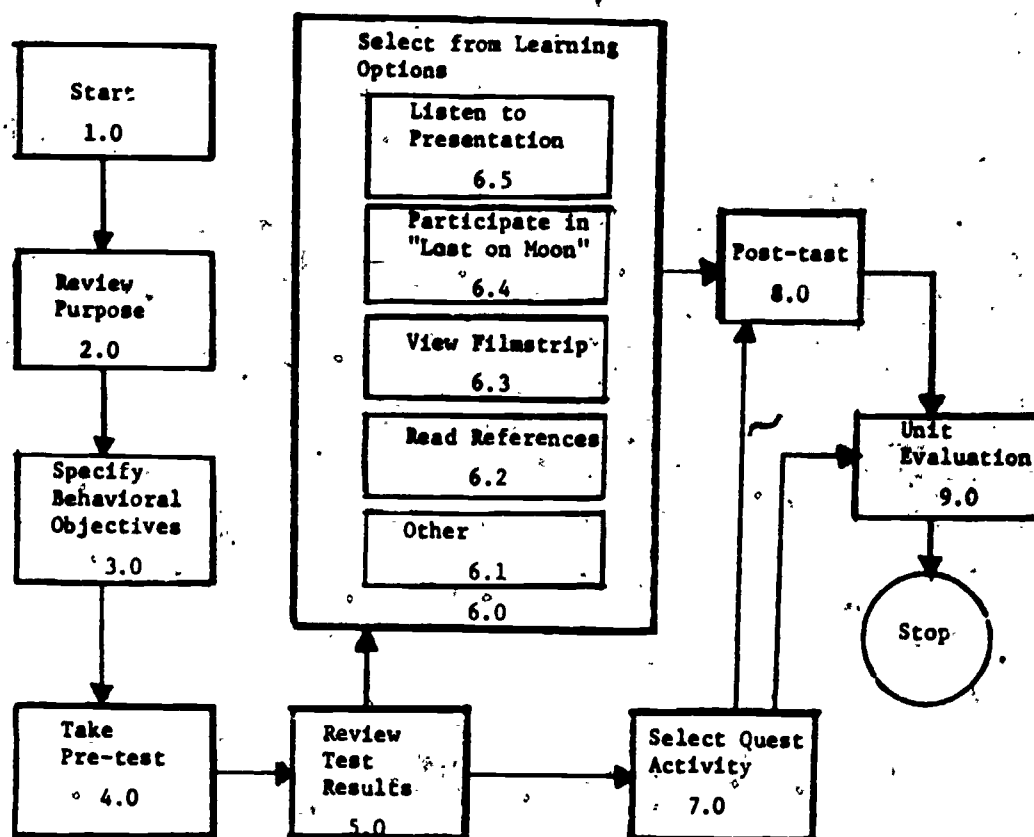 Start
1.0
Review
Purpose
2.0
Specify
Behavioral
Objectives
3.0
Take
Pre-test
4.0
Review
Test
Results
5.0
Select from Learning
Options
Listen to
Presentation
6.5
Participate in
"Lost on Moon"
6.4
View Filmstrip
6.3
Read References
6.2
Other
6.1
6.0
Select Quest
Activity
7.0
Post-test
8.0
Unit
Evaluation
9.0
Stop